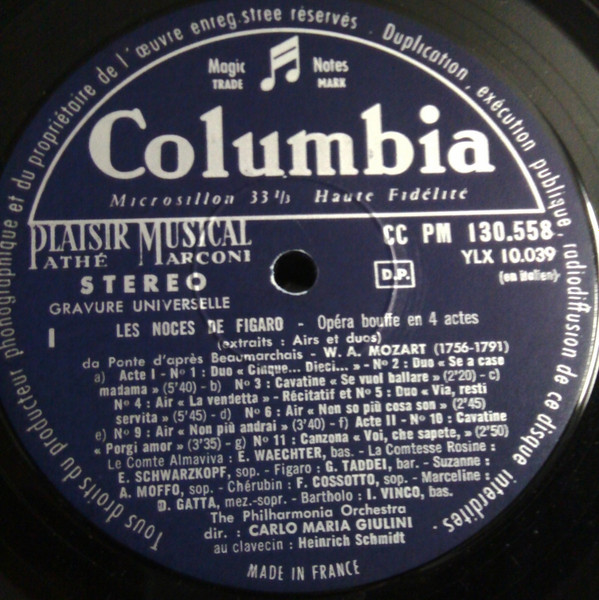 Tous droits du producteur phonographique et du propriétaire de l'œuvre enregistrée réservés - Duplication, exécution publique, radiodiffusion de ce disque interdites -
Magic Notes
TRADE MARK
Columbia
Microsillon 33 1/3 Haute Fidélité
PLAISIR MUSICAL
PATHÉ MARCONI
CC PM 130.558
YLX 10.039
STEREO
D.P.
(en italien)
GRAVURE UNIVERSELLE
I
LES NOCES DE FIGARO - Opéra bouffe en 4 actes
(extraits : Airs et duos)
da Ponte d'après Beaumarchais - W. A. MOZART (1756-1791)
a) Acte I - N° 1 : Duo « Cinque... Dieci... » - N° 2 : Duo « Se a caso
madama » (5'40) - b) N° 3 : Cavatine « Se vuol ballare » (2'20) - c)
N° 4 : Air « La vendetta » - Récitatif et N° 5 : Duo « Via, resti
servita » (5'45) - d) N° 6 : Air « Non so più cosa son » (2'45)
e) N° 9 : Air « Non più andrai » (3'40) - f) Acte II - N° 10 : Cavatine
« Porgi amor » (3'35) - g) N° 11 : Canzona « Voi, che sapete, » (2'50)
Le Comte Almaviva : E. WAECHTER, bas. - La Comtesse Rosine :
E. SCHWARZKOPF, sop. - Figaro : G. TADDEI, bar. - Suzanne :
A. MOFFO, sop. - Chérubin : F. COSSOTTO, sop. - Marceline :
D. GATTA, mez.-sopr. - Bartholo : I. VINCO, bas.
The Philharmonia Orchestra
dir. : CARLO MARIA GIULINI
au clavecin : Heinrich Schmidt
MADE IN FRANCE